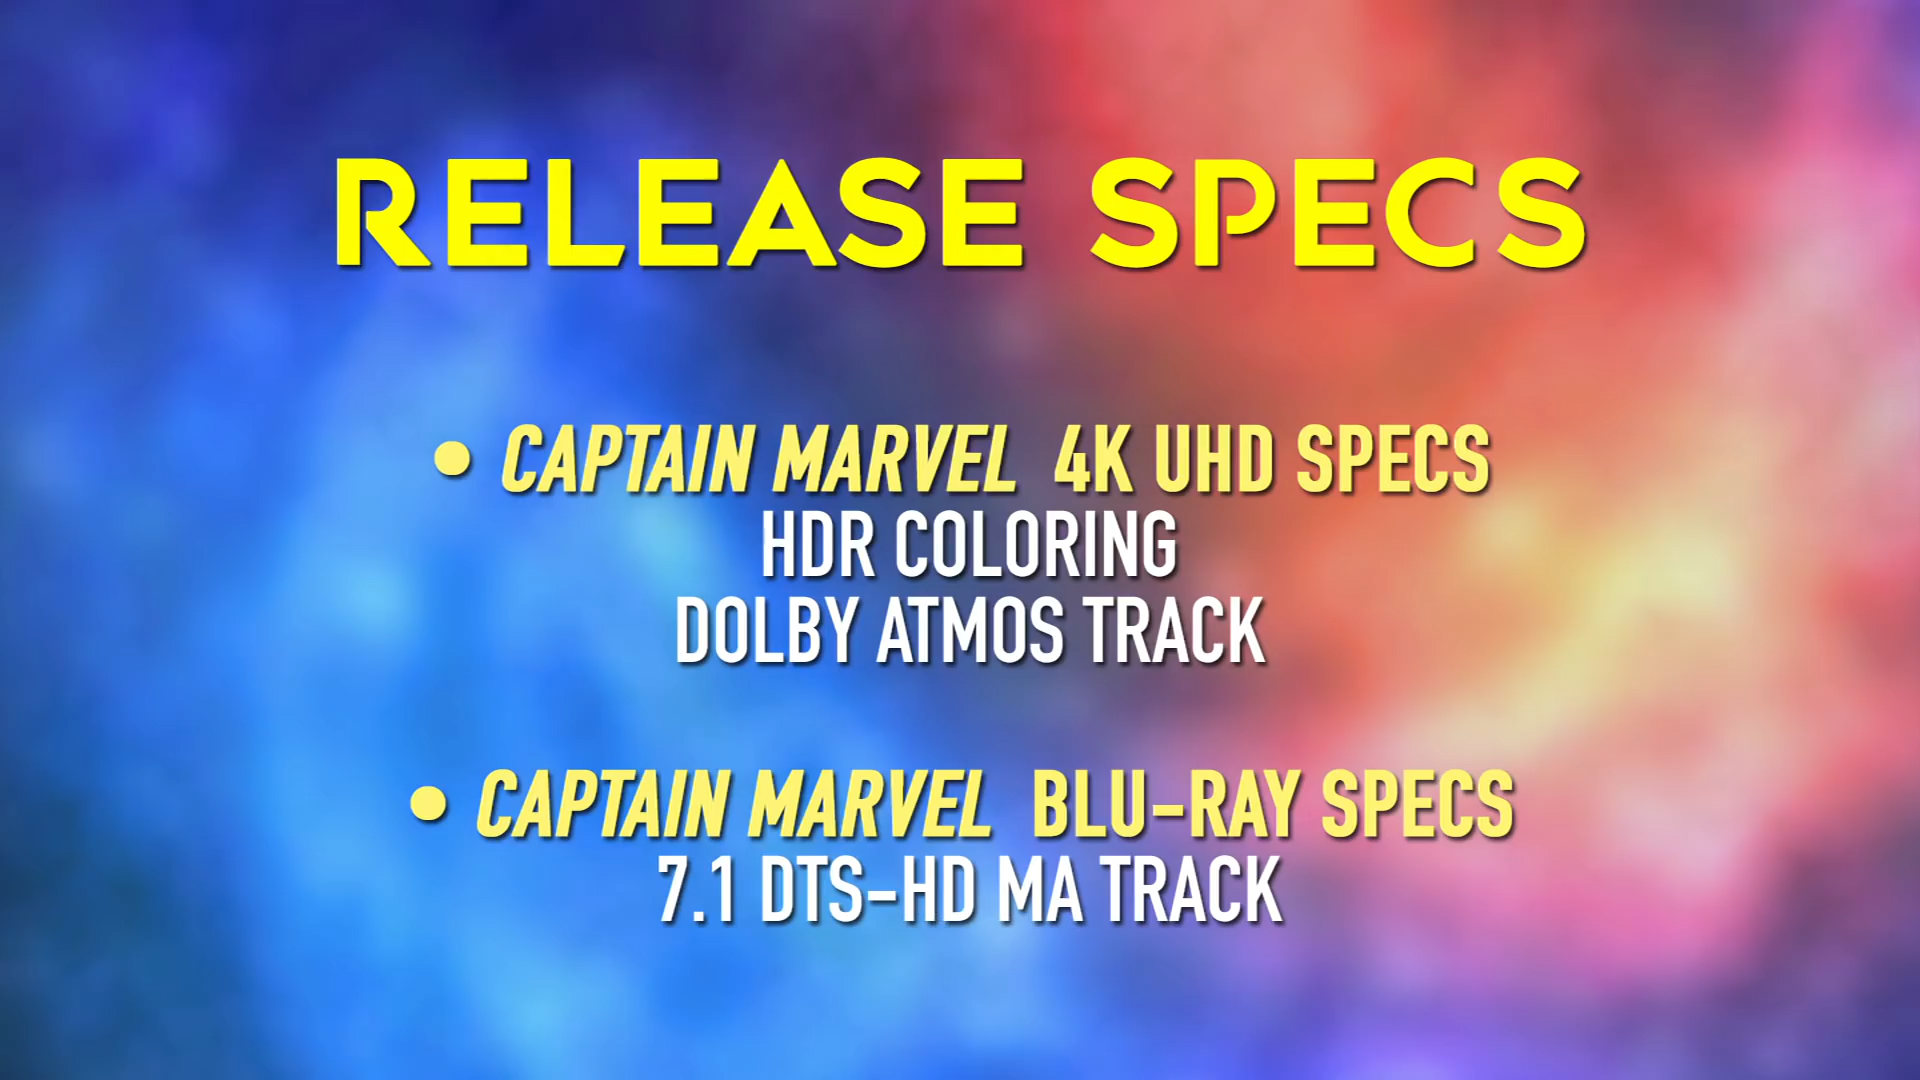 RELEASE SPECS
• CAPTAIN MARVEL 4K UHD SPECS
HDR COLORING
DOLBY ATMOS TRACK
• CAPTAIN MARVEL BLU-RAY SPECS
7.1 DTS-HD MA TRACK